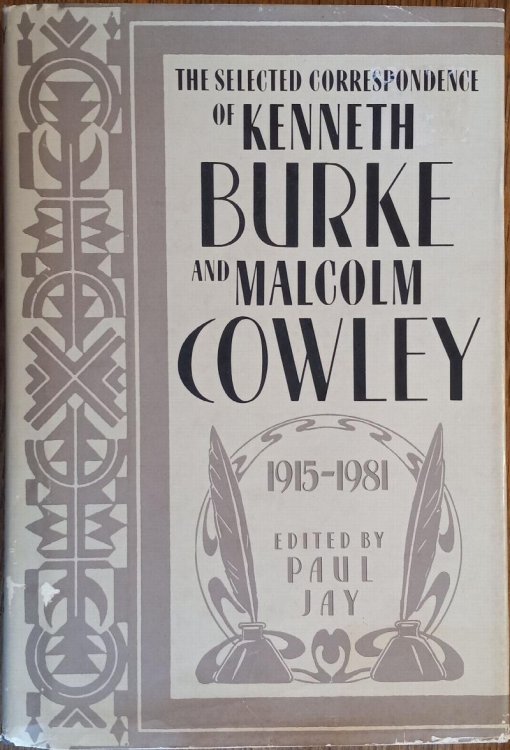 THE SELECTED CORRESPONDENCE
OF KENNETH
BURKE
AND MALCOLM
COWLEY
1915-1981
EDITED BY
PAUL
JAY